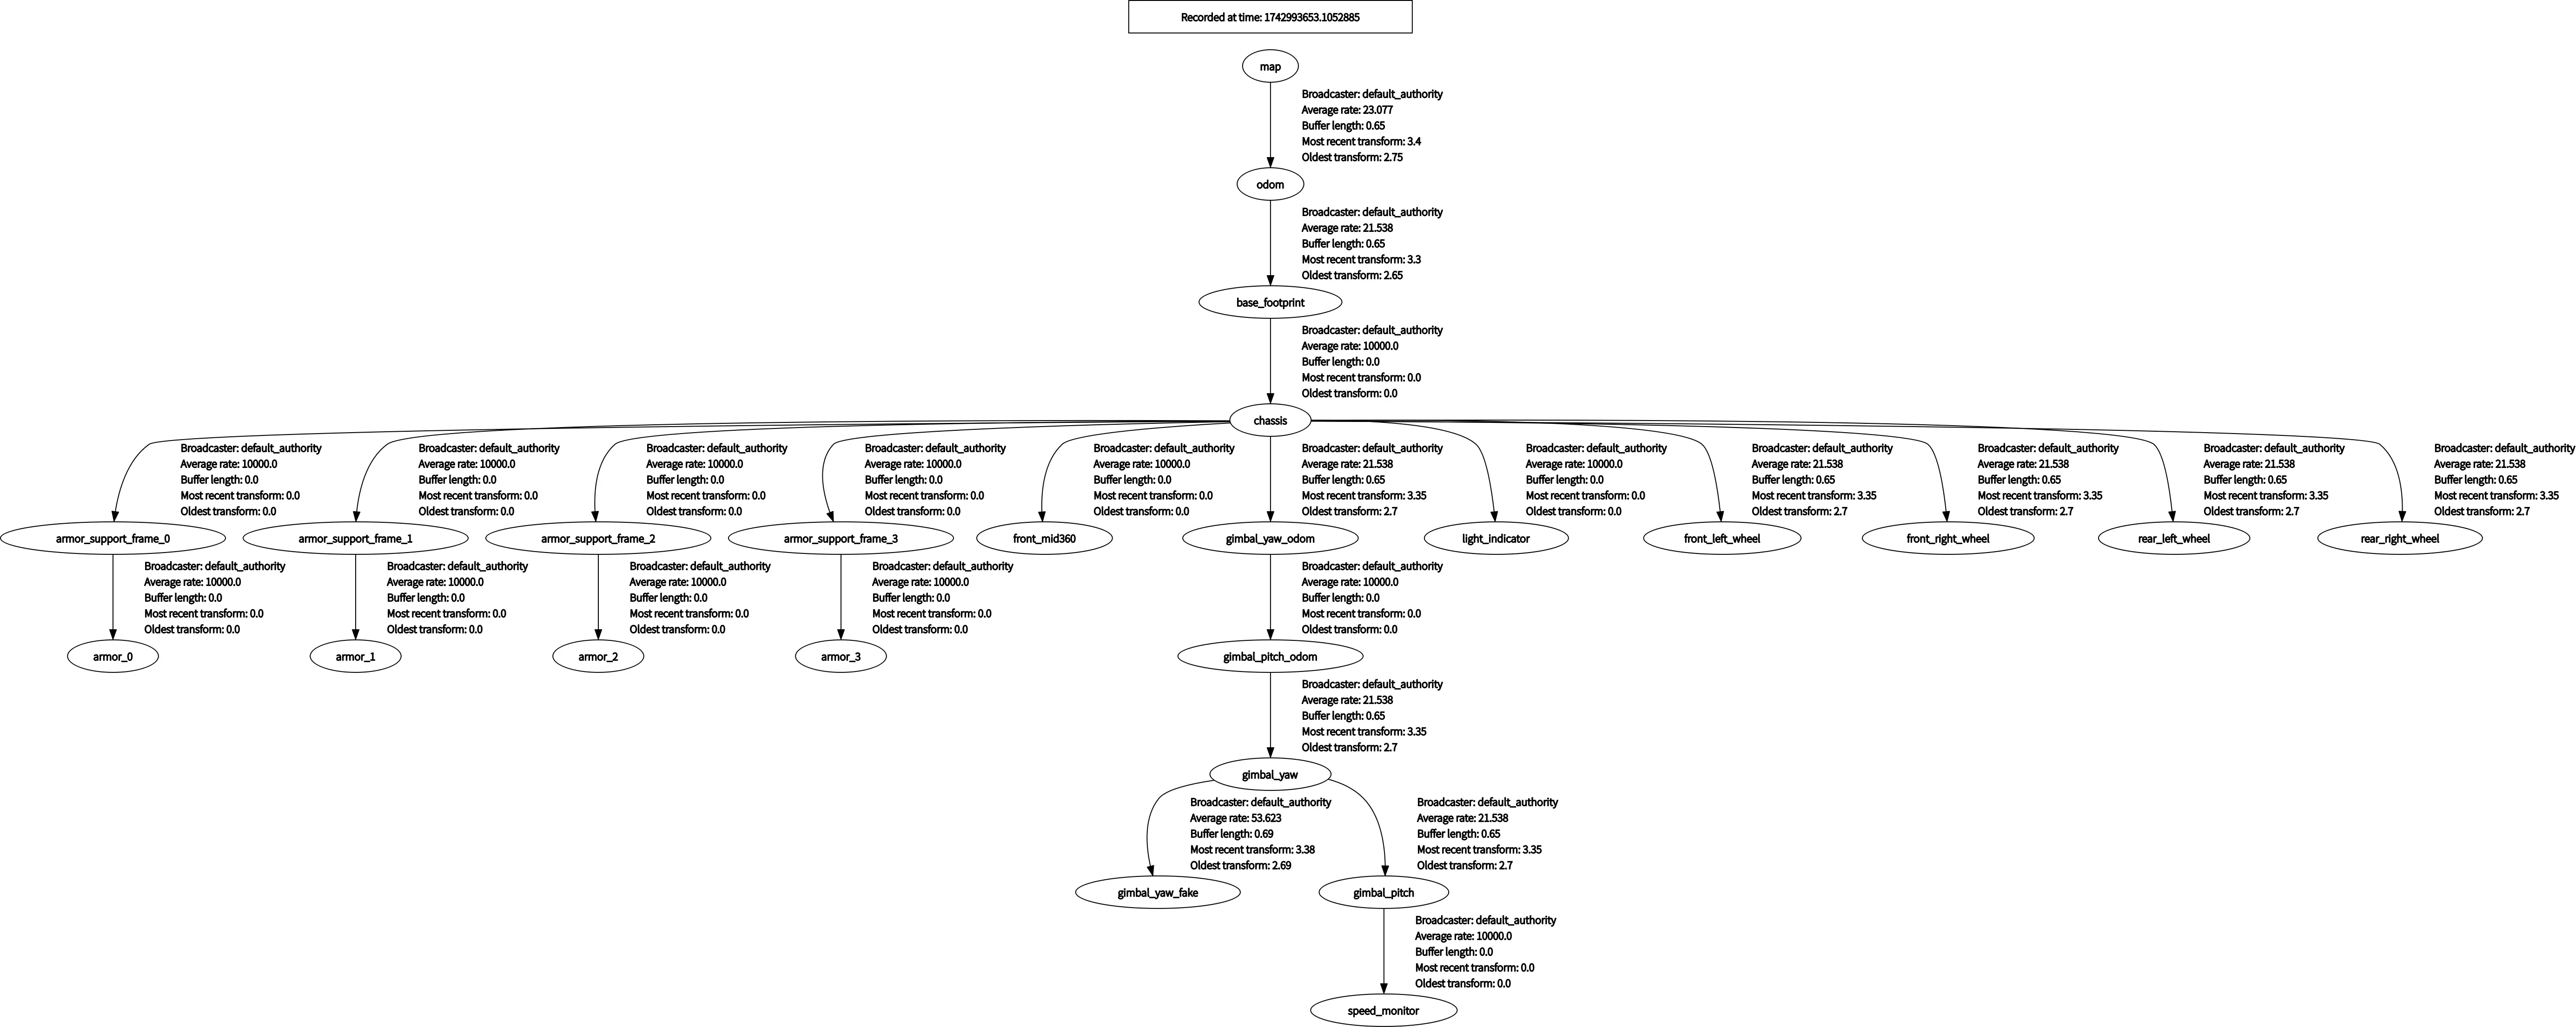 Recorded at time: 1742993653.1052885
map
Broadcaster: default_authority
Average rate: 23.077
Buffer length: 0.65
Most recent transform: 3.4
Oldest transform: 2.75
odom
Broadcaster: default_authority
Average rate: 21.538
Buffer length: 0.65
Most recent transform: 3.3
Oldest transform: 2.65
base_footprint
Broadcaster: default_authority
Average rate: 10000.0
Buffer length: 0.0
Most recent transform: 0.0
Oldest transform: 0.0
chassis
Broadcaster: default_authority
Average rate: 10000.0
Buffer length: 0.0
Most recent transform: 0.0
Oldest transform: 0.0
Broadcaster: default_authority
Average rate: 10000.0
Buffer length: 0.0
Most recent transform: 0.0
Oldest transform: 0.0
Broadcaster: default_authority
Average rate: 10000.0
Buffer length: 0.0
Most recent transform: 0.0
Oldest transform: 0.0
Broadcaster: default_authority
Average rate: 10000.0
Buffer length: 0.0
Most recent transform: 0.0
Oldest transform: 0.0
Broadcaster: default_authority
Average rate: 10000.0
Buffer length: 0.0
Most recent transform: 0.0
Oldest transform: 0.0
Broadcaster: default_authority
Average rate: 21.538
Buffer length: 0.65
Most recent transform: 3.35
Oldest transform: 2.7
Broadcaster: default_authority
Average rate: 10000.0
Buffer length: 0.0
Most recent transform: 0.0
Oldest transform: 0.0
Broadcaster: default_authority
Average rate: 21.538
Buffer length: 0.65
Most recent transform: 3.35
Oldest transform: 2.7
Broadcaster: default_authority
Average rate: 21.538
Buffer length: 0.65
Most recent transform: 3.35
Oldest transform: 2.7
Broadcaster: default_authority
Average rate: 21.538
Buffer length: 0.65
Most recent transform: 3.35
Oldest transform: 2.7
Broadcaster: default_authority
Average rate: 21.538
Buffer length: 0.65
Most recent transform: 3.35
Oldest transform: 2.7
armor_support_frame_0
armor_support_frame_1
armor_support_frame_2
armor_support_frame_3
front_mid360
gimbal_yaw_odom
light_indicator
front_left_wheel
front_right_wheel
rear_left_wheel
rear_right_wheel
Broadcaster: default_authority
Average rate: 10000.0
Buffer length: 0.0
Most recent transform: 0.0
Oldest transform: 0.0
Broadcaster: default_authority
Average rate: 10000.0
Buffer length: 0.0
Most recent transform: 0.0
Oldest transform: 0.0
Broadcaster: default_authority
Average rate: 10000.0
Buffer length: 0.0
Most recent transform: 0.0
Oldest transform: 0.0
Broadcaster: default_authority
Average rate: 10000.0
Buffer length: 0.0
Most recent transform: 0.0
Oldest transform: 0.0
Broadcaster: default_authority
Average rate: 10000.0
Buffer length: 0.0
Most recent transform: 0.0
Oldest transform: 0.0
armor_0
armor_1
armor_2
armor_3
gimbal_pitch_odom
Broadcaster: default_authority
Average rate: 21.538
Buffer length: 0.65
Most recent transform: 3.35
Oldest transform: 2.7
gimbal_yaw
Broadcaster: default_authority
Average rate: 53.623
Buffer length: 0.69
Most recent transform: 3.38
Oldest transform: 2.69
Broadcaster: default_authority
Average rate: 21.538
Buffer length: 0.65
Most recent transform: 3.35
Oldest transform: 2.7
gimbal_yaw_fake
gimbal_pitch
Broadcaster: default_authority
Average rate: 10000.0
Buffer length: 0.0
Most recent transform: 0.0
Oldest transform: 0.0
speed_monitor